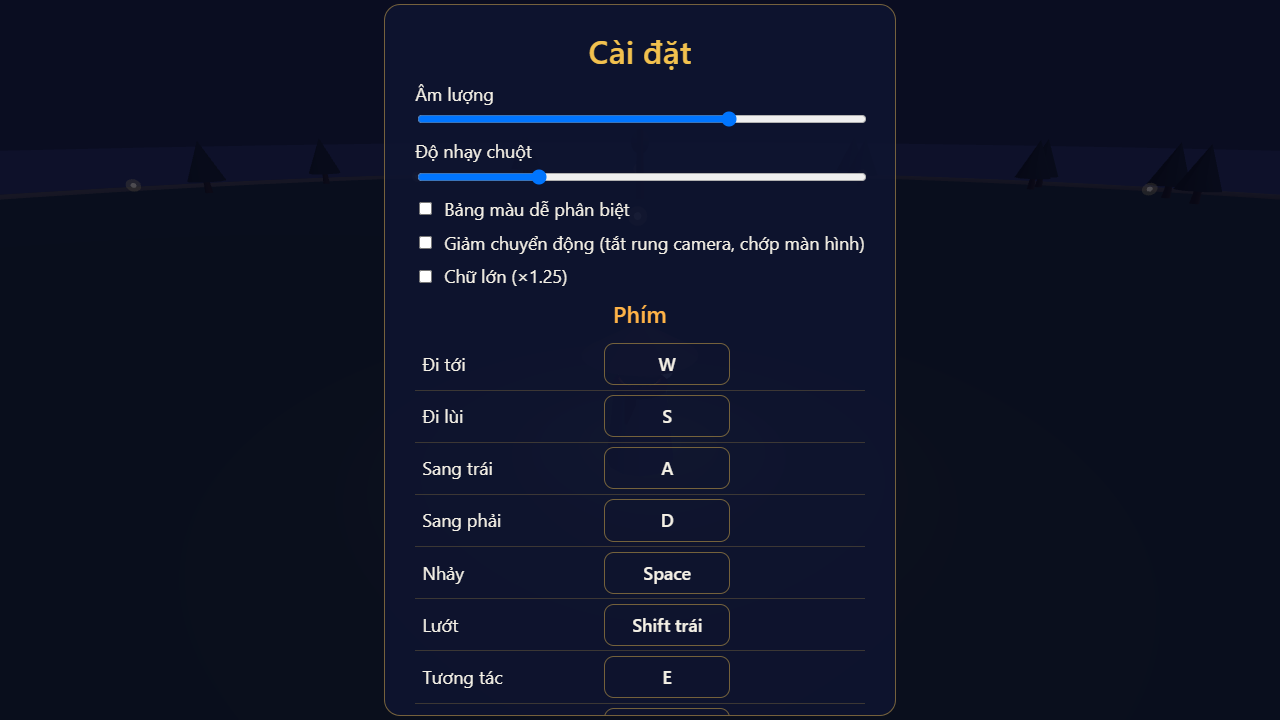 Cài đặt
Âm lượng
Độ nhạy chuột
Bảng màu dễ phân biệt
Giảm chuyển động (tắt rung camera, chớp màn hình)
Chữ lớn (×1.25)
Phím
Đi tới W
Đi lùi S
Sang trái A
Sang phải D
Nhảy Space
Lướt Shift trái
Tương tác E